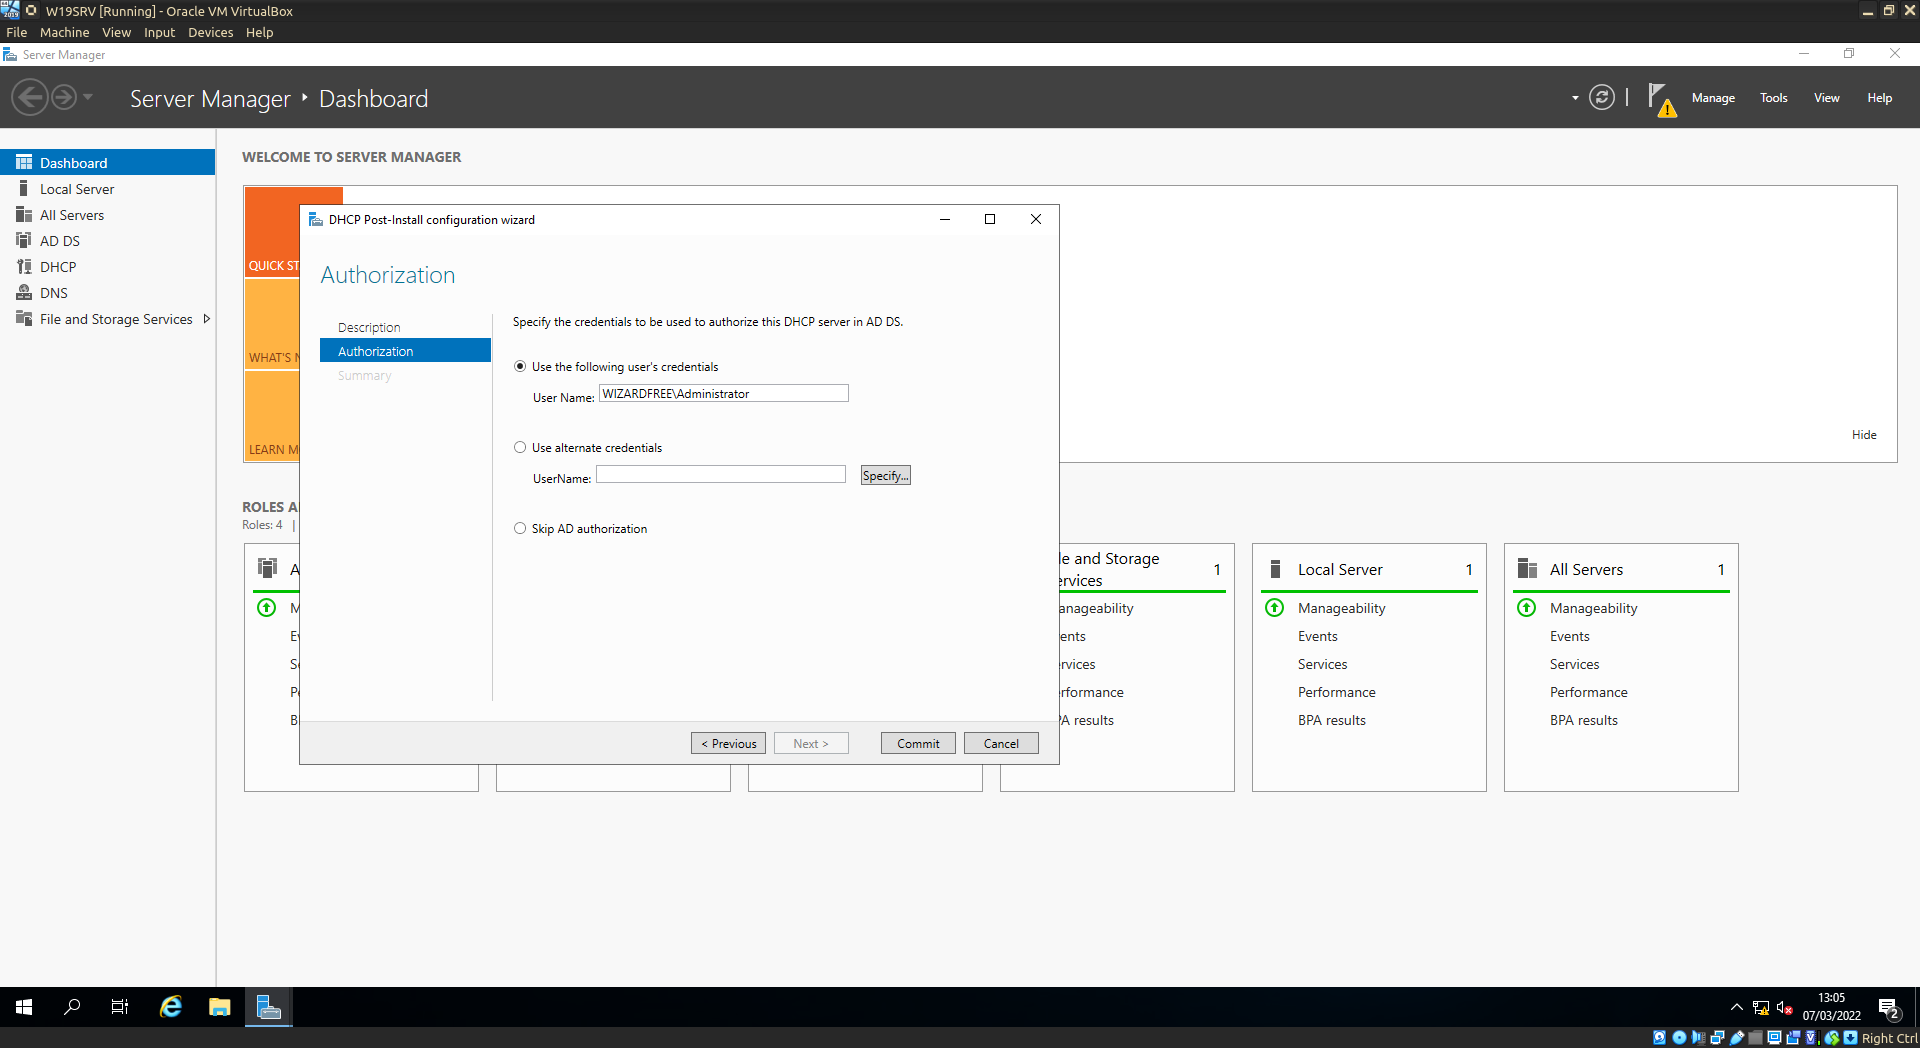 W19SRV [Running] - Oracle VM VirtualBox
File Machine View Input Devices Help
Server Manager
Server Manager Dashboard
Manage Tools View Help
Dashboard
Local Server
All Servers
AD DS
DHCP
DNS
File and Storage Services
WELCOME TO SERVER MANAGER
QUICK ST
WHAT'S N
LEARN M
Hide
DHCP Post-Install configuration wizard
Authorization
Description
Authorization
Summary
Specify the credentials to be used to authorize this DHCP server in AD DS.
Use the following user's credentials
User Name: WIZARDFREE\Administrator
Use alternate credentials
UserName: Specify...
Skip AD authorization
< Previous Next > Commit Cancel
ROLES A
Roles: 4 |
A
M
Ev
Se
Pe
B
le and Storage
ervices
1
anageability
ents
rvices
erformance
PA results
Local Server 1
Manageability
Events
Services
Performance
BPA results
All Servers 1
Manageability
Events
Services
Performance
BPA results
13:05
07/03/2022
2
Right Ctrl